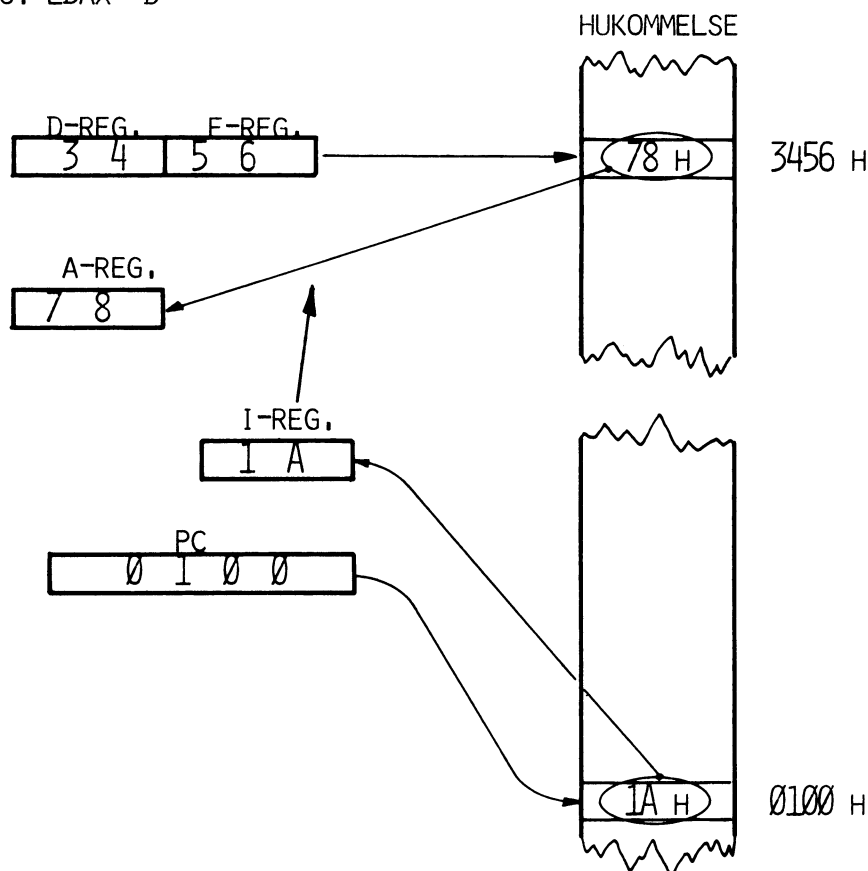 HUKOMMELSE
D-REG. E-REG.
3 4 5 6
78 H 3456 H
A-REG.
7 8
I-REG.
1 A
PC
Ø 1 Ø Ø
1A H Ø1ØØ H